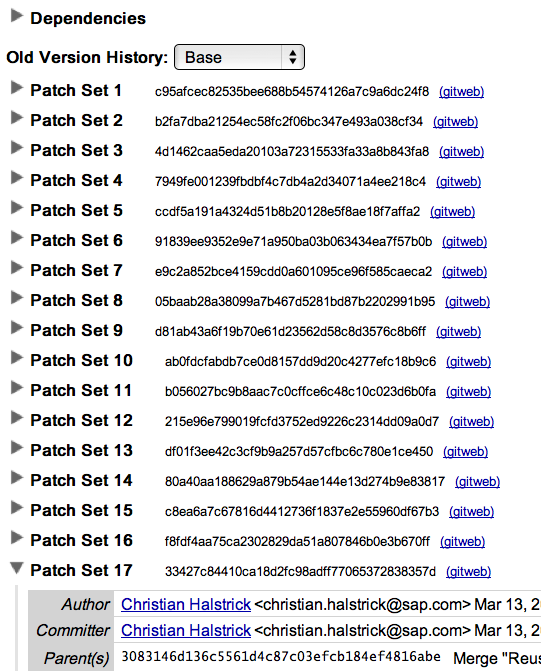 Dependencies
Old Version History: Base
Patch Set 1 c95afcec82535bee688b54574126a7c9a6dc24f8 (gitweb)
Patch Set 2 b2fa7dba21254ec58fc2f06bc347e493a038cf34 (gitweb)
Patch Set 3 4d1462caa5eda20103a72315533fa33a8b843fa8 (gitweb)
Patch Set 4 7949fe001239fbdbf4c7db4a2d34071a4ee218c4 (gitweb)
Patch Set 5 ccdf5a191a4324d51b8b20128e5f8ae18f7affa2 (gitweb)
Patch Set 6 91839ee9352e9e71a950ba03b063434ea7f57b0b (gitweb)
Patch Set 7 e9c2a852bce4159cdd0a601095ce96f585caeca2 (gitweb)
Patch Set 8 05baab28a38099a7b467d5281bd87b2202991b95 (gitweb)
Patch Set 9 d81ab43a6f19b70e61d23562d58c8d3576c8b6ff (gitweb)
Patch Set 10 ab0fdcfabdb7ce0d8157dd9d20c4277efc18b9c6 (gitweb)
Patch Set 11 b056027bc9b8aac7c0cffce6c48c10c023d6b0fa (gitweb)
Patch Set 12 215e96e799019fcfd3752ed9226c2314dd09a0d7 (gitweb)
Patch Set 13 df01f3ee42c3cf9b9a257d57cfbc6c780e1ce450 (gitweb)
Patch Set 14 80a40aa188629a879b54ae144e13d274b9e83817 (gitweb)
Patch Set 15 c8ea6a7c67816d4412736f1837e2e55960df67b3 (gitweb)
Patch Set 16 f8fdf4aa75ca2302829da51a807846b0e3b670ff (gitweb)
Patch Set 17 33427c84410ca18d2fc98adff77065372838357d (gitweb)
Author Christian Halstrick <christian.halstrick@sap.com> Mar 13, 2
Committer Christian Halstrick <christian.halstrick@sap.com> Mar 13, 2
Parent(s) 3083146d136c5561d4c87c03efcb184ef4816abe Merge "Reus